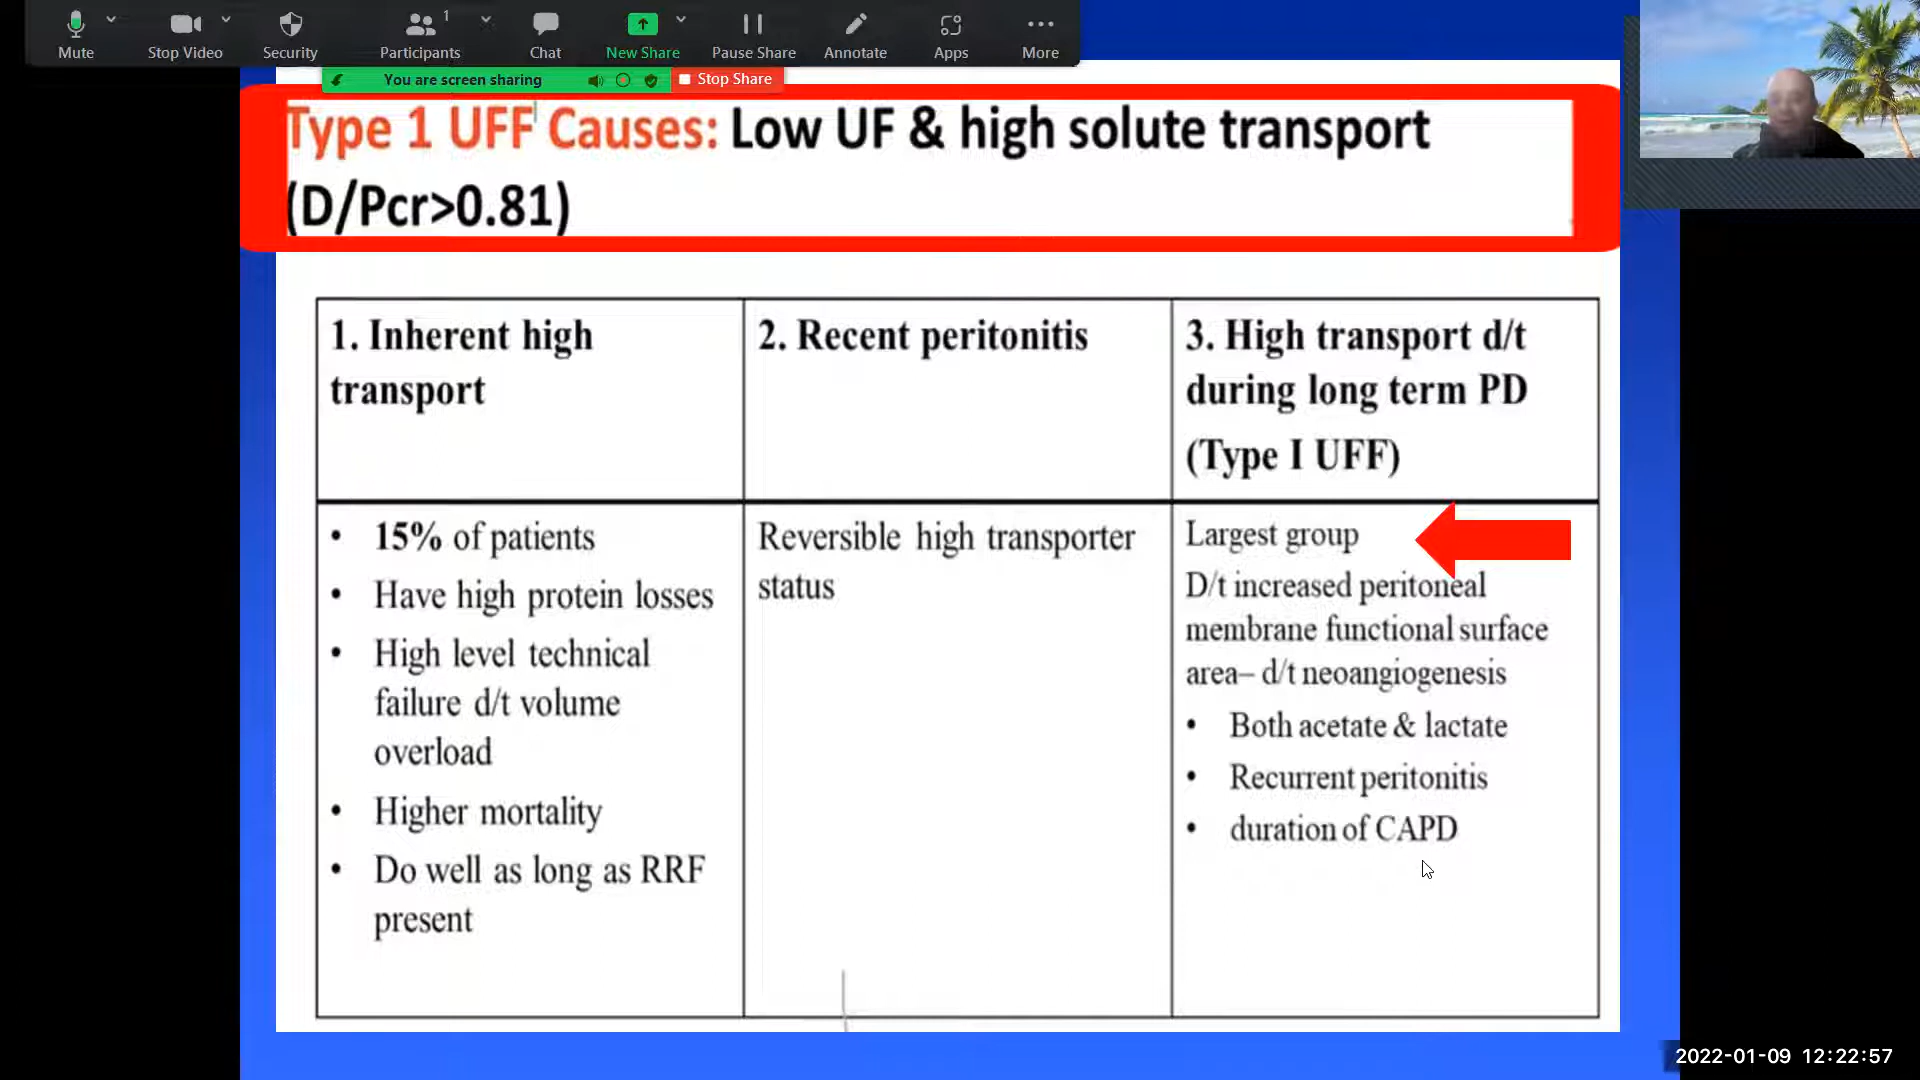 Mute
Stop Video
Security
Participants
1
Chat
New Share
Pause Share
Annotate
Apps
More
You are screen sharing
Stop Share
Type 1 UFF Causes: Low UF & high solute transport
(D/Pcr>0.81)
1. Inherent high
transport
2. Recent peritonitis
3. High transport d/t
during long term PD
(Type I UFF)
• 15% of patients
• Have high protein losses
• High level technical
failure d/t volume
overload
• Higher mortality
• Do well as long as RRF
present
Reversible high transporter
status
Largest group
D/t increased peritoneal
membrane functional surface
area– d/t neoangiogenesis
• Both acetate & lactate
• Recurrent peritonitis
• duration of CAPD
2022-01-09 12:22:57